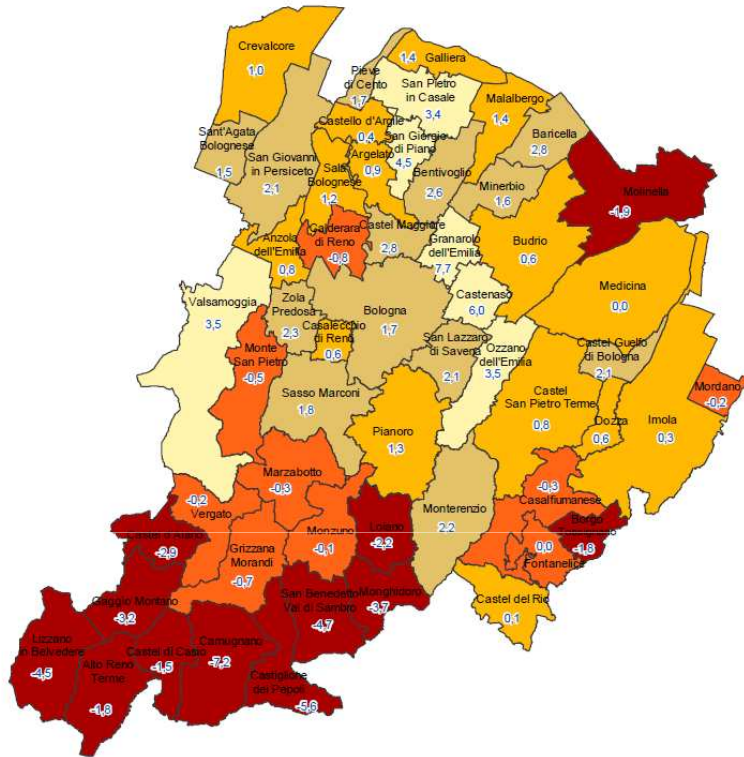 Crevalcore
1,0
1,4
Galliera
Pieve
di Cento
1,7
San Pietro
in Casale
3,4
Malalbergo
1,4
Castello d'Argile
0,4
Sant'Agata
Bolognese
1,5
San Giorgio
di Piano
4,5
Baricella
2,8
San Giovanni
in Persiceto
2,1
Argelato
0,9
Sala
Bolognese
1,2
Bentivoglio
2,6
Minerbio
1,6
Molinella
-1,9
Calderara
di Reno
-0,8
Castel Maggiore
2,8
Granarolo
dell'Emilia
7,7
Budrio
0,6
Anzola
dell'Emilia
0,8
Medicina
0,0
Valsamoggia
3,5
Zola
Predosa
2,3
Bologna
1,7
Castenaso
6,0
Casalecchio
di Reno
0,6
San Lazzaro
di Savena
2,1
Ozzano
dell'Emilia
3,5
Castel Guelfo
di Bologna
2,1
Monte
San Pietro
-0,5
Mordano
-0,2
Sasso Marconi
1,8
Castel
San Pietro Terme
0,8
Dozza
0,6
Imola
0,3
Pianoro
1,3
Marzabotto
-0,3
-0,3
Casalfiumanese
-0,2
Vergato
Monterenzio
2,2
Monzuno
-0,1
Loiano
-2,2
Borgo
Tossignano
-1,8
Castel d'Aiano
-2,9
Grizzana
Morandi
-0,7
0,0
Fontanelice
Gaggio Montano
-3,2
San Benedetto
Val di Sambro
-4,7
Monghidoro
-3,7
Castel del Rio
0,1
Lizzano
in Belvedere
-4,5
Alto Reno
Terme
-1,8
Castel di Casio
-1,5
Camugnano
-7,2
Castiglione
dei Pepoli
-5,6